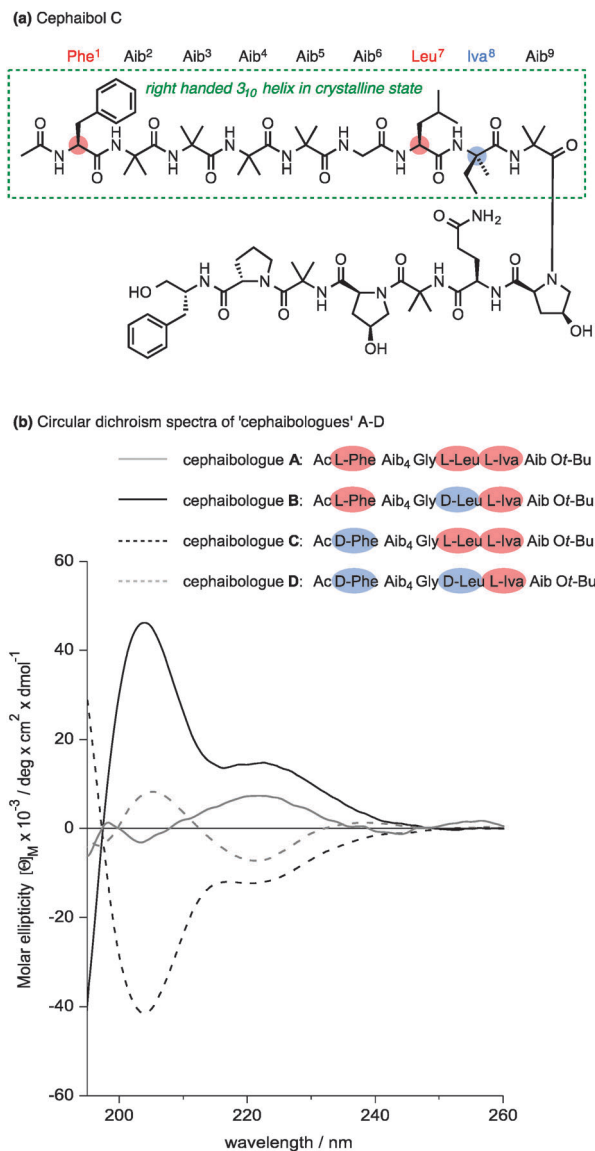 (a) Cephaibol C
Phe¹ Aib² Aib³ Aib⁴ Aib⁵ Aib⁶ Leu⁷ Iva⁸ Aib⁹
right handed 3₁₀ helix in crystalline state
O H N O H N O H N O H N O
N H O N H O N H O N H O N H O
O NH₂
HO H N O N O H N O N O H N O N H O N
OH
OH
(b) Circular dichroism spectra of 'cephaibologues' A-D
cephaibologue A: Ac L-Phe Aib₄ Gly L-Leu L-Iva Aib Ot-Bu
cephaibologue B: Ac L-Phe Aib₄ Gly D-Leu L-Iva Aib Ot-Bu
cephaibologue C: Ac D-Phe Aib₄ Gly L-Leu L-Iva Aib Ot-Bu
cephaibologue D: Ac D-Phe Aib₄ Gly D-Leu L-Iva Aib Ot-Bu
60
40
20
0
-20
-40
-60
Molar ellipticity [Θ]M x 10⁻³ / deg x cm² x dmol⁻¹
200 220 240 260
wavelength / nm